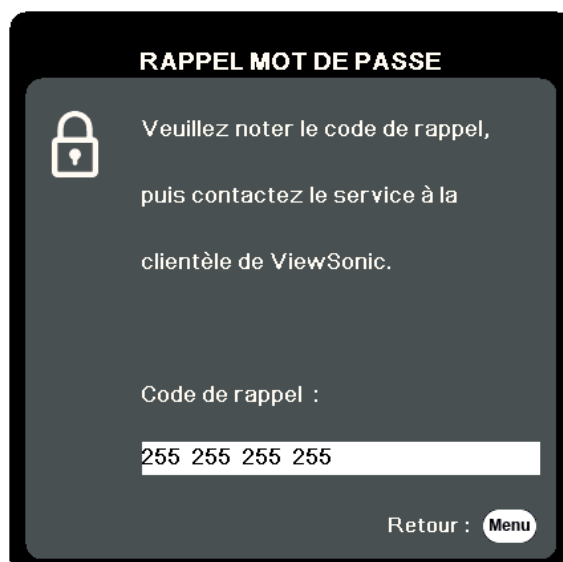 RAPPEL MOT DE PASSE
Veuillez noter le code de rappel,
puis contactez le service à la
clientèle de ViewSonic.
Code de rappel :
255 255 255 255
Retour : Menu